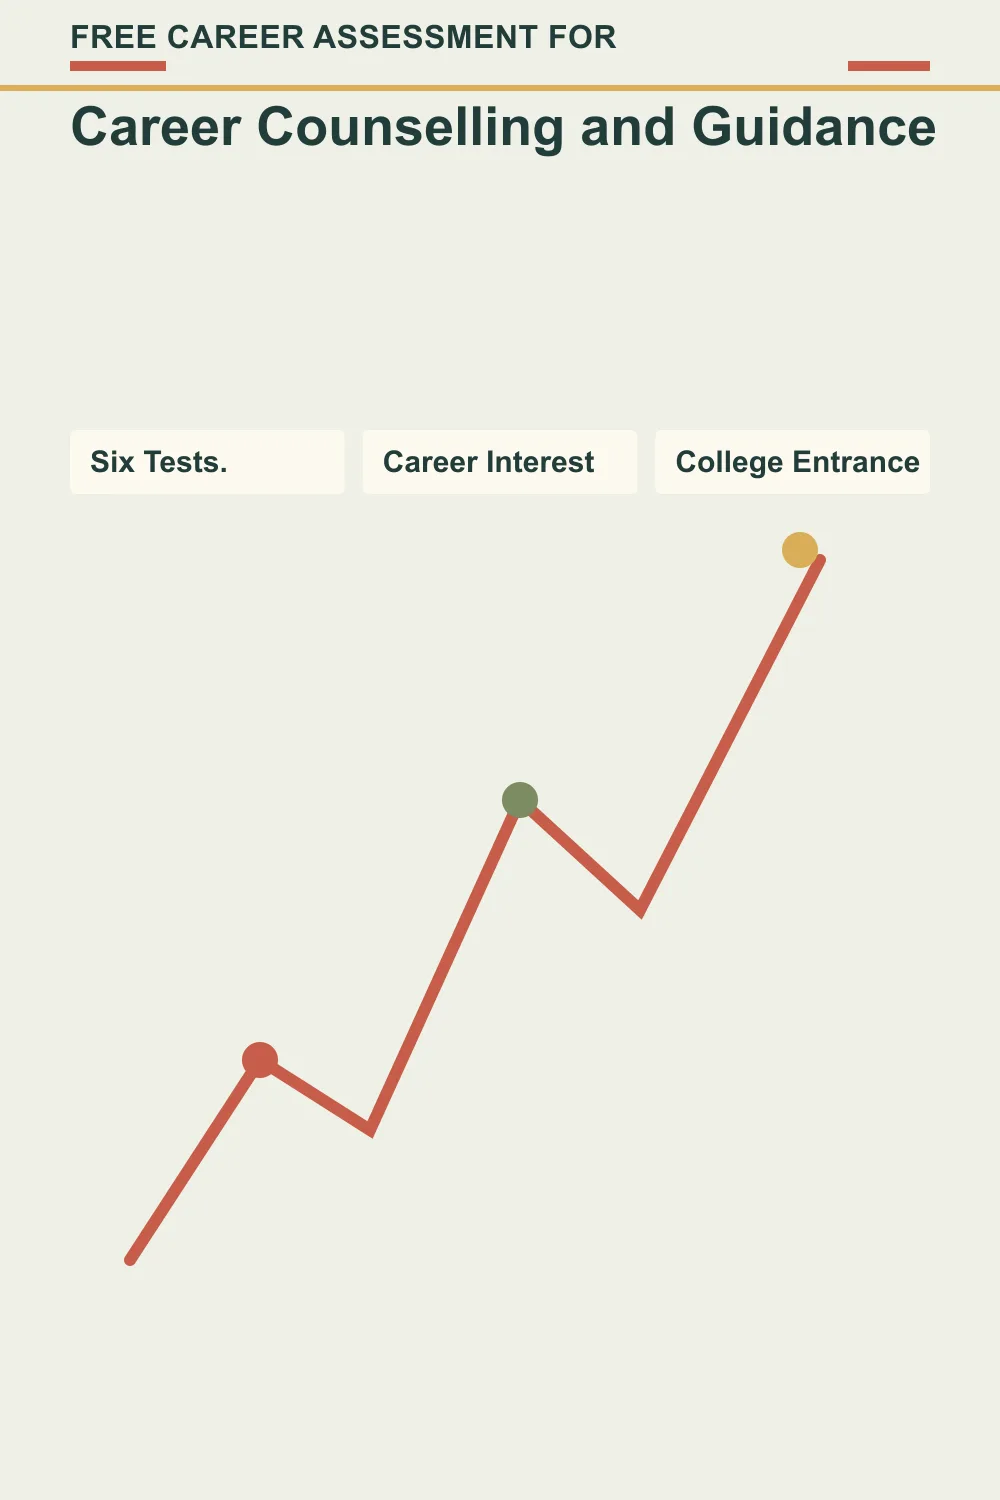 FREE CAREER ASSESSMENT FOR
Career Counselling and Guidance
Six Tests.
Career Interest
College Entrance